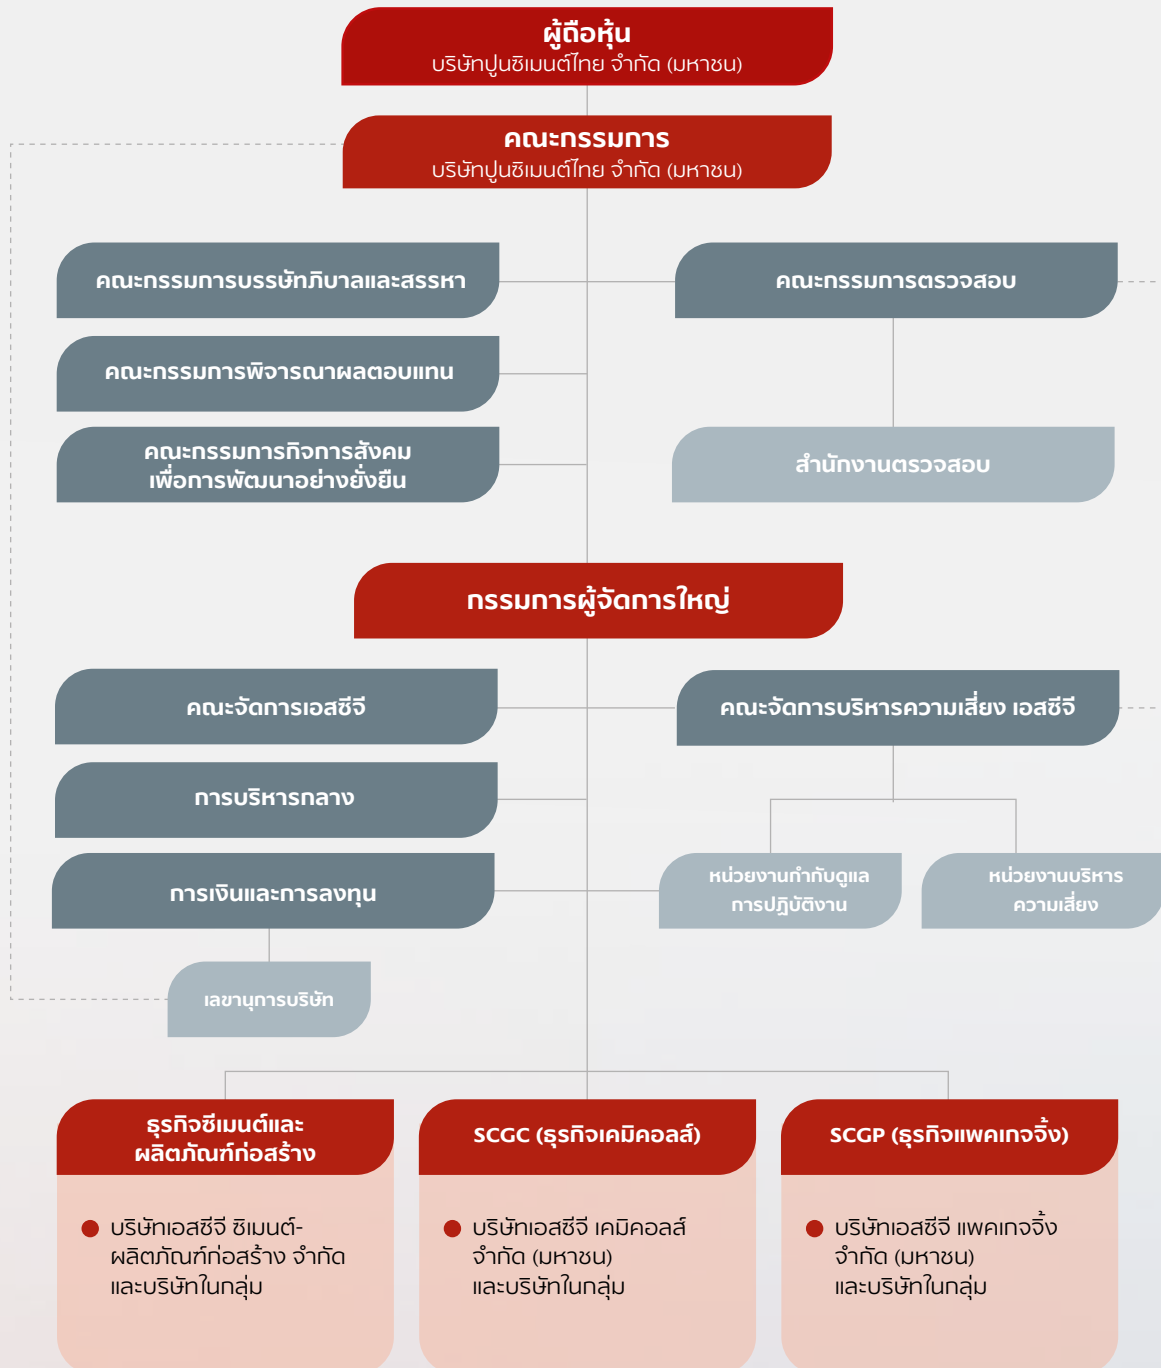 ผู้ถือหุ้น
บริษัทปูนซิเมนต์ไทย จำกัด (มหาชน)
คณะกรรมการ
บริษัทปูนซิเมนต์ไทย จำกัด (มหาชน)
คณะกรรมการบรรษัทภิบาลและสรรหา
คณะกรรมการตรวจสอบ
คณะกรรมการพิจารณาผลตอบแทน
คณะกรรมการกิจการสังคม
เพื่อการพัฒนาอย่างยั่งยืน
สำนักงานตรวจสอบ
กรรมการผู้จัดการใหญ่
คณะจัดการเอสซีจี
คณะจัดการบริหารความเสี่ยง เอสซีจี
การบริหารกลาง
การเงินและการลงทุน
หน่วยงานกำกับดูแล
การปฏิบัติงาน
หน่วยงานบริหาร
ความเสี่ยง
เลขานุการบริษัท
ธุรกิจซีเมนต์และ
ผลิตภัณฑ์ก่อสร้าง
บริษัทเอสซีจี ซิเมนต์-
ผลิตภัณฑ์ก่อสร้าง จำกัด
และบริษัทในกลุ่ม
SCGC (ธุรกิจเคมิคอลส์)
บริษัทเอสซีจี เคมิคอลส์
จำกัด (มหาชน)
และบริษัทในกลุ่ม
SCGP (ธุรกิจแพคเกจจิ้ง)
บริษัทเอสซีจี แพคเกจจิ้ง
จำกัด (มหาชน)
และบริษัทในกลุ่ม